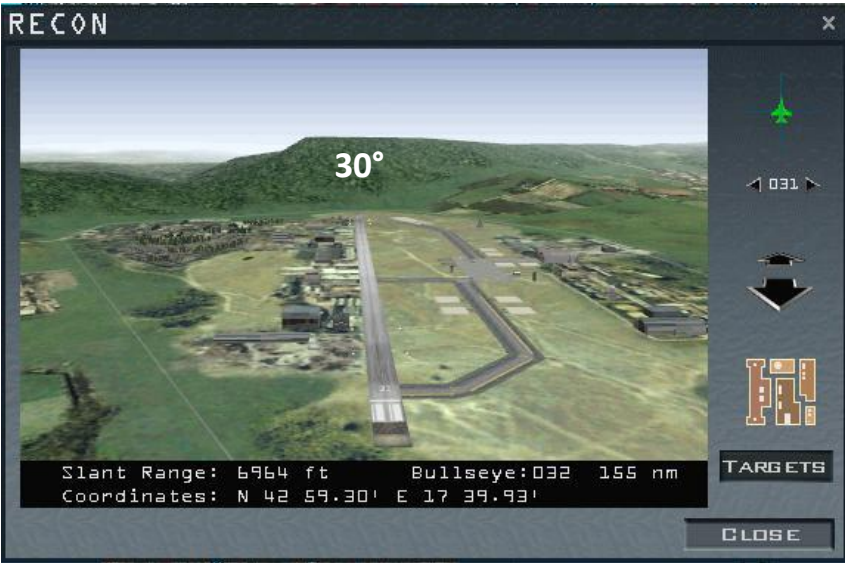 RECON
×
30°
031
Slant Range: 6964 ft Bullseye:032 155 nm
Coordinates: N 42 59.30' E 17 39.93'
TARGETS
CLOSE